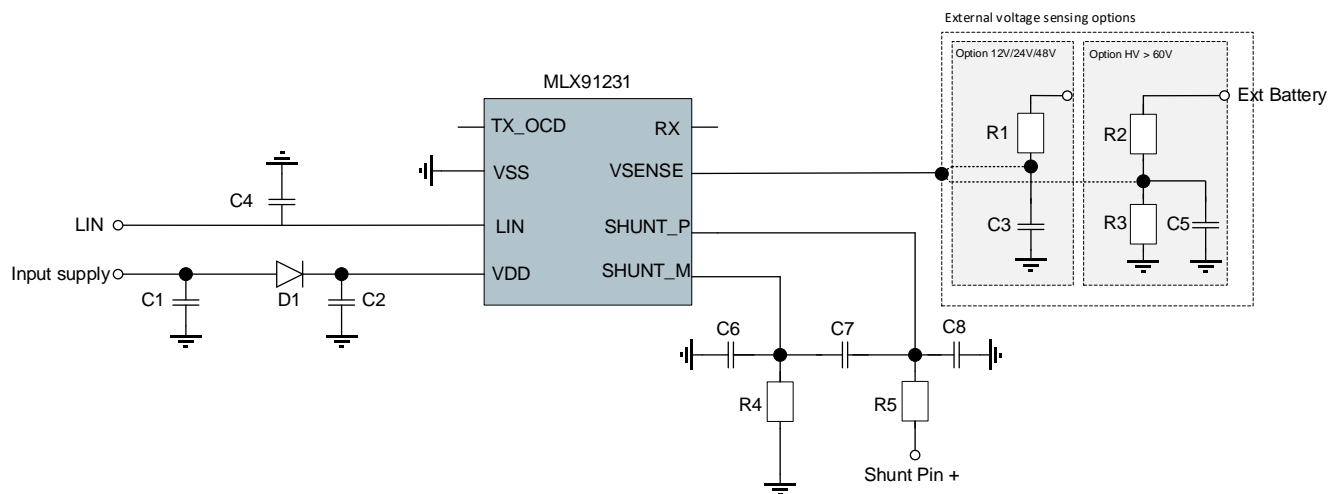 External voltage sensing options
Option 12V/24V/48V
Option HV > 60V
MLX91231
Ext Battery
TX_OCD
RX
R1
R2
VSS
VSENSE
C4
LIN
LIN
SHUNT_P
C3
R3
C5
Input supply
VDD
SHUNT_M
C1
D1
C2
C6
C7
C8
R4
R5
Shunt Pin +